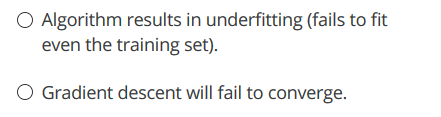 Algorithm results in underfitting (fails to fit
even the training set).
Gradient descent will fail to converge.